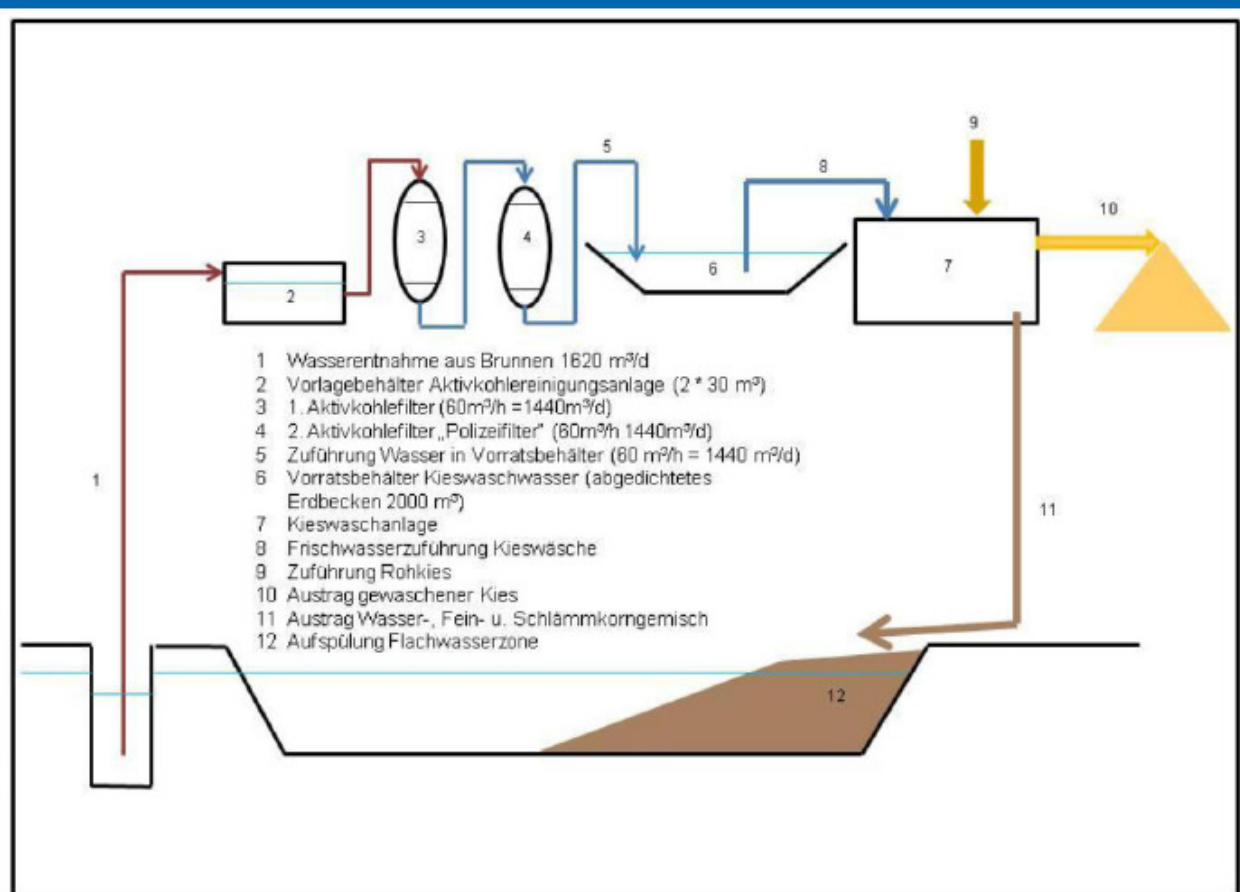 9
5
8
10
3
4
6
7
2
1 Wasserentnahme aus Brunnen 1620 m³/d
2 Vorlagebehälter Aktivkohlereinigungsanlage (2 * 30 m³)
3 1. Aktivkohlefilter (60m³/h =1440m³/d)
4 2. Aktivkohlefilter „Polizeifilter" (60m³/h 1440m³/d)
5 Zuführung Wasser in Vorratsbehälter (60 m³/h = 1440 m³/d)
6 Vorratsbehälter Kieswaschwasser (abgedichtetes
Erdbecken 2000 m³)
7 Kieswaschanlage
8 Frischwasserzuführung Kieswäsche
9 Zuführung Rohkies
10 Austrag gewaschener Kies
11 Austrag Wasser-, Fein- u. Schlämmkorngemisch
12 Aufspülung Flachwasserzone
1
11
12